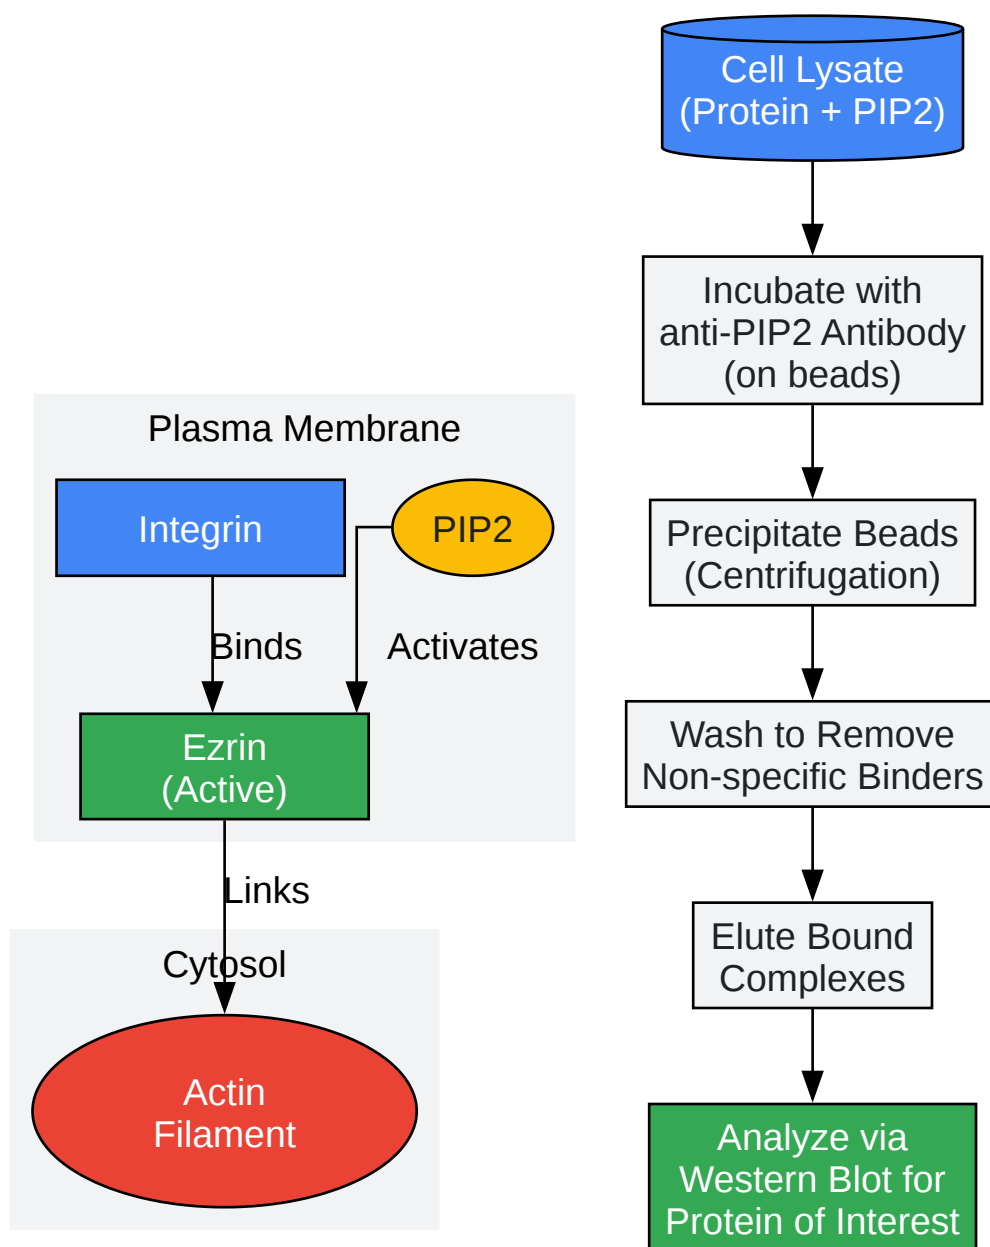 Plasma Membrane
Integrin
PIP2
Binds
Activates
Ezrin
(Active)
Links
Cytosol
Actin
Filament
Cell Lysate
(Protein + PIP2)
Incubate with
anti-PIP2 Antibody
(on beads)
Precipitate Beads
(Centrifugation)
Wash to Remove
Non-specific Binders
Elute Bound
Complexes
Analyze via
Western Blot for
Protein of Interest